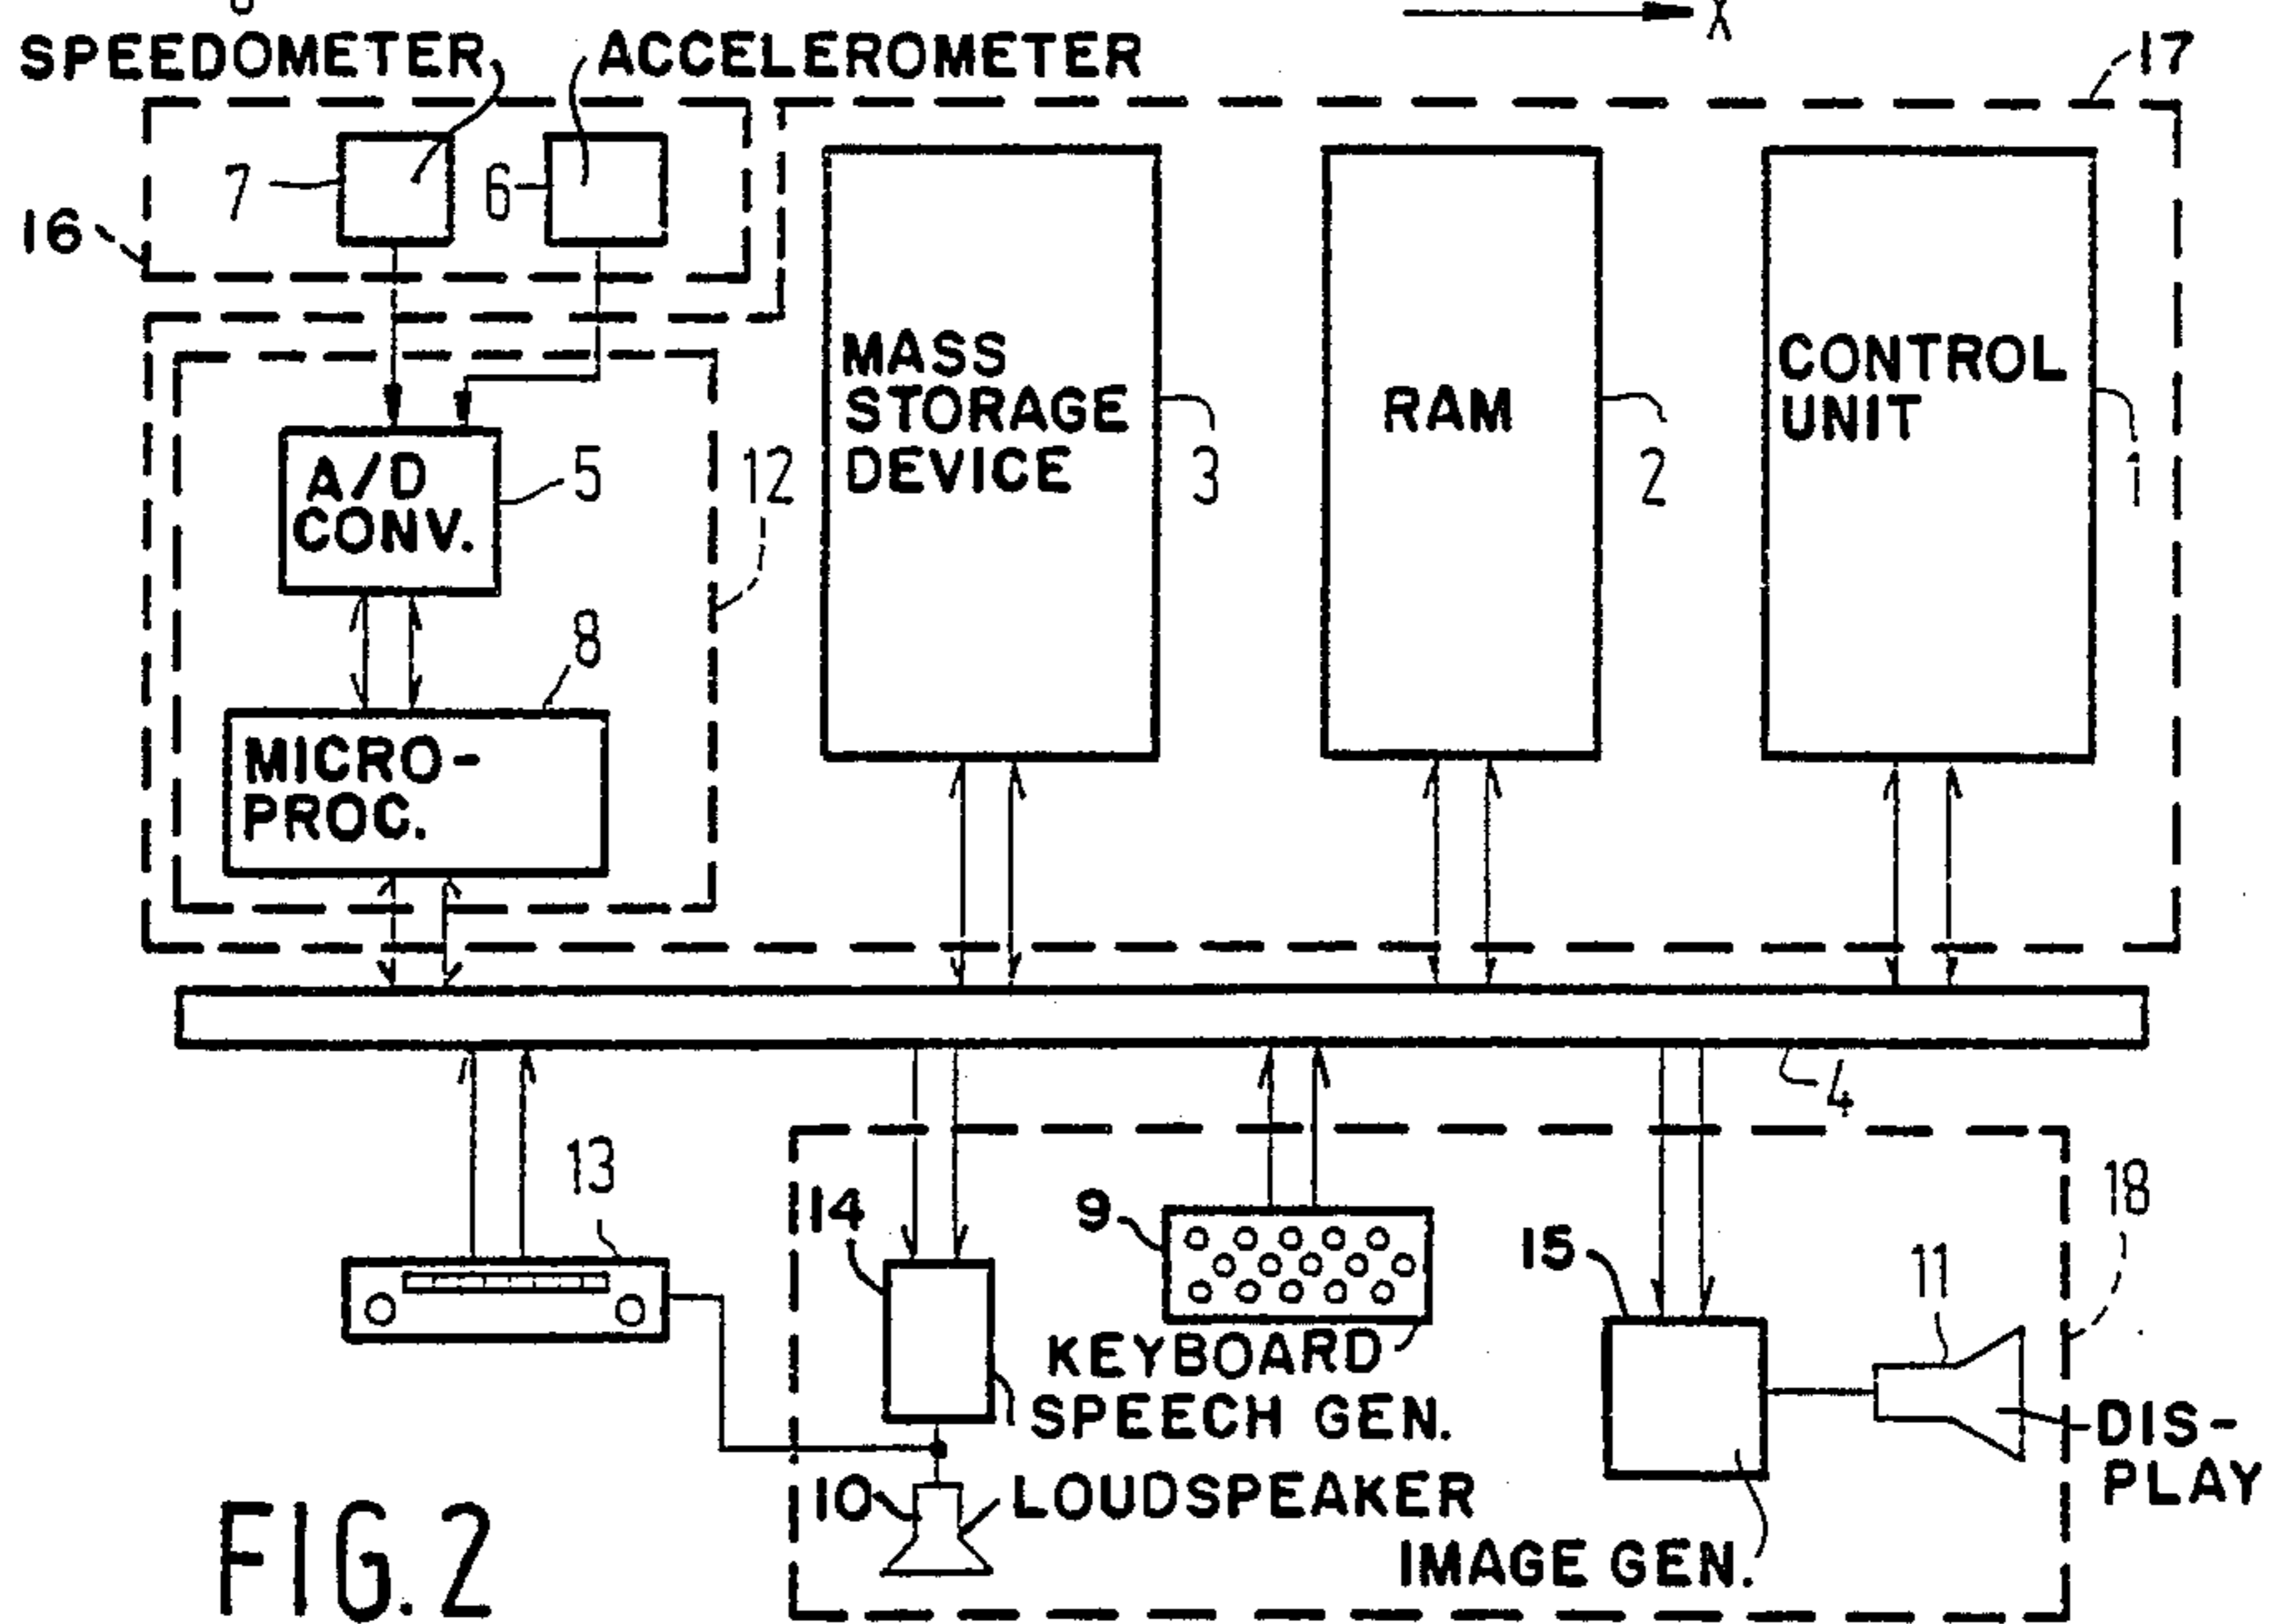 X
SPEEDOMETER
ACCELEROMETER
17
7
6
16
MASS
STORAGE
DEVICE
3
RAM
2
CONTROL
UNIT
1
A/D
CONV.
5
12
8
MICRO-
PROC.
4
13
14
9
15
11
18
KEYBOARD
SPEECH GEN.
DIS-
PLAY
10
LOUDSPEAKER
IMAGE GEN.
FIG.2